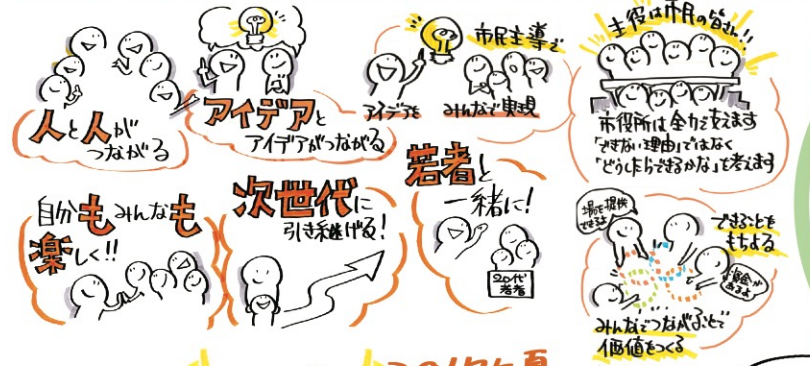 人と人が
つながる
アイデアと
アイデアがつながる
市民主導で
アイデアを みんなで実現
主役は市民の皆さん!!
市役所は全力で支えます
「できない理由」ではなく
「どうしたらできるかな」を考えます
自分もみんなも
楽しく!!
次世代に
引き継げる!
若者と
一緒に!
20代
若者
場を提供
できるよ
できることを
もちよる
資金が
あるよ
みんなでつながることで
価値をつくる